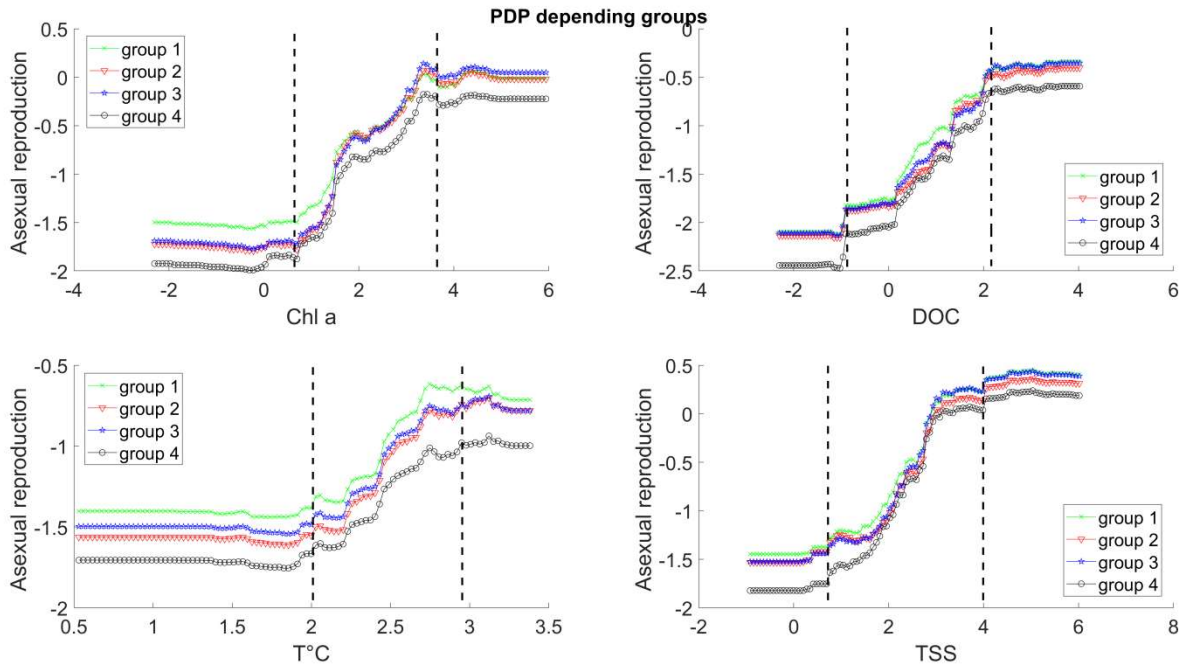 PDP depending groups
0.5
0
-0.5
-1
-1.5
-2
-4 -2 0 2 4 6
Asexual reproduction
Chl a
group 1
group 2
group 3
group 4
0
-0.5
-1
-1.5
-2
-2.5
-4 -2 0 2 4 6
Asexual reproduction
DOC
group 1
group 2
group 3
group 4
-0.5
-1
-1.5
-2
0.5 1 1.5 2 2.5 3 3.5
Asexual reproduction
T°C
group 1
group 2
group 3
group 4
0.5
0
-0.5
-1
-1.5
-2
-2 0 2 4 6 8
Asexual reproduction
TSS
group 1
group 2
group 3
group 4